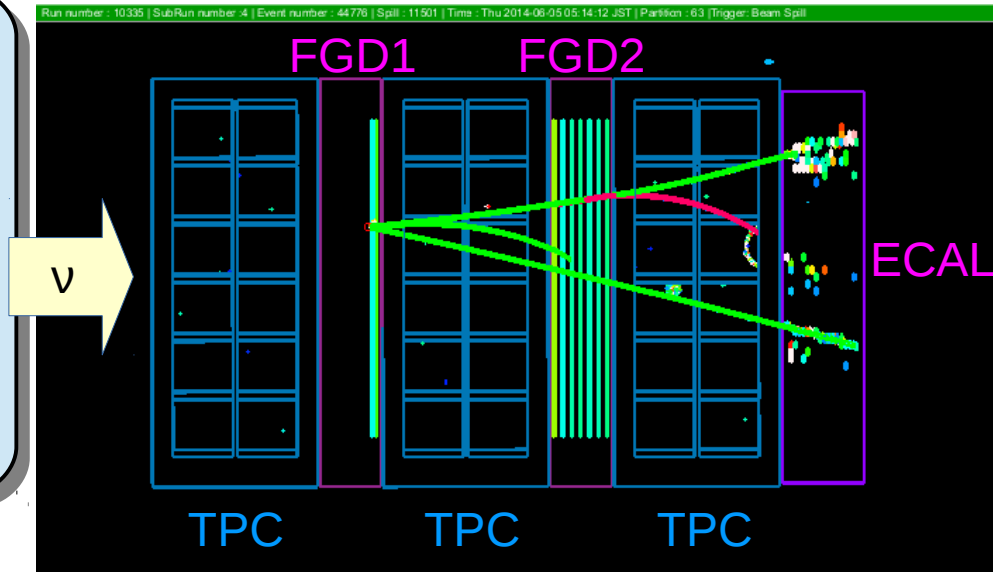 Run number : 10335 | SubRun number :4 | Event number : 44776 | Spill : 11501 | Time : Thu 2014-06-05 05:14:12 JST | Partition : 63 |Trigger: Beam Spill
FGD1 FGD2
ν
ECAL
TPC TPC TPC